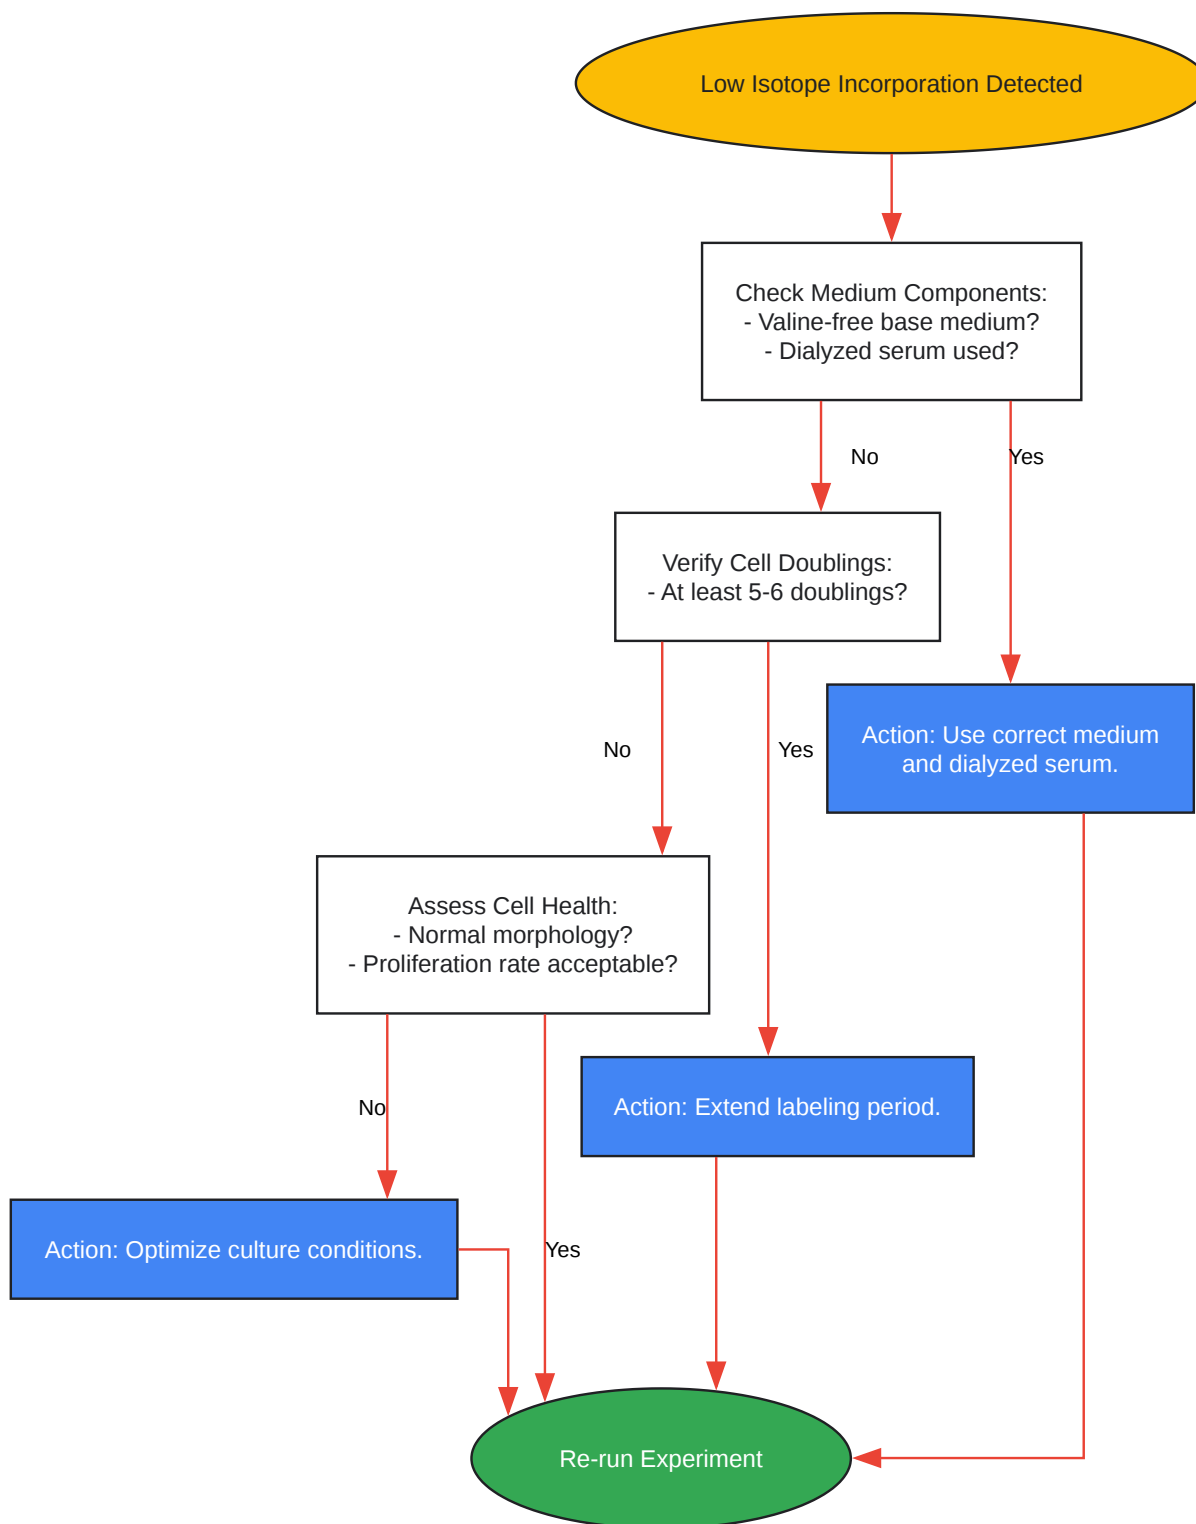 Low Isotope Incorporation Detected
Check Medium Components:
- Valine-free base medium?
- Dialyzed serum used?
No
Yes
Verify Cell Doublings:
- At least 5-6 doublings?
No
Yes
Action: Use correct medium
and dialyzed serum.
Assess Cell Health:
- Normal morphology?
- Proliferation rate acceptable?
No
Action: Extend labeling period.
Action: Optimize culture conditions.
Yes
Re-run Experiment